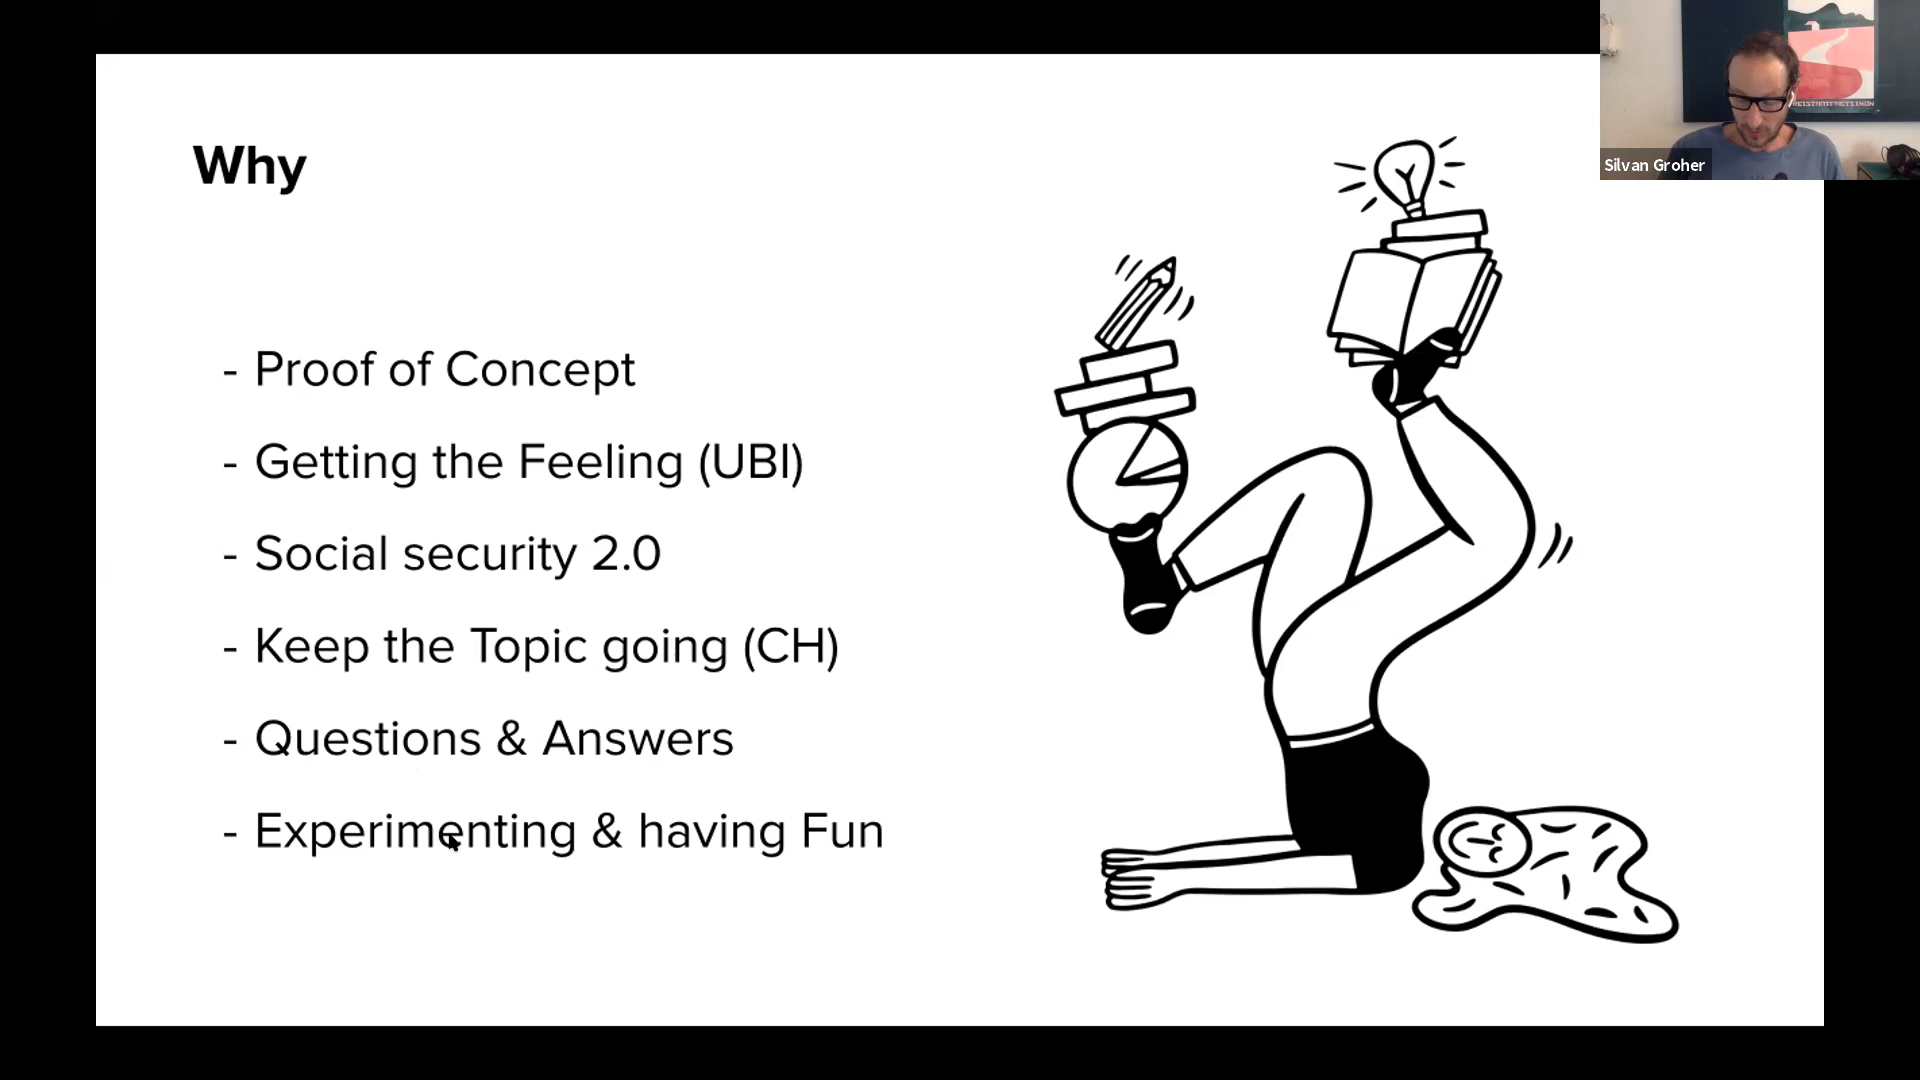 Why
- Proof of Concept
- Getting the Feeling (UBI)
- Social security 2.0
- Keep the Topic going (CH)
- Questions & Answers
- Experimenting & having Fun
Silvan Groher